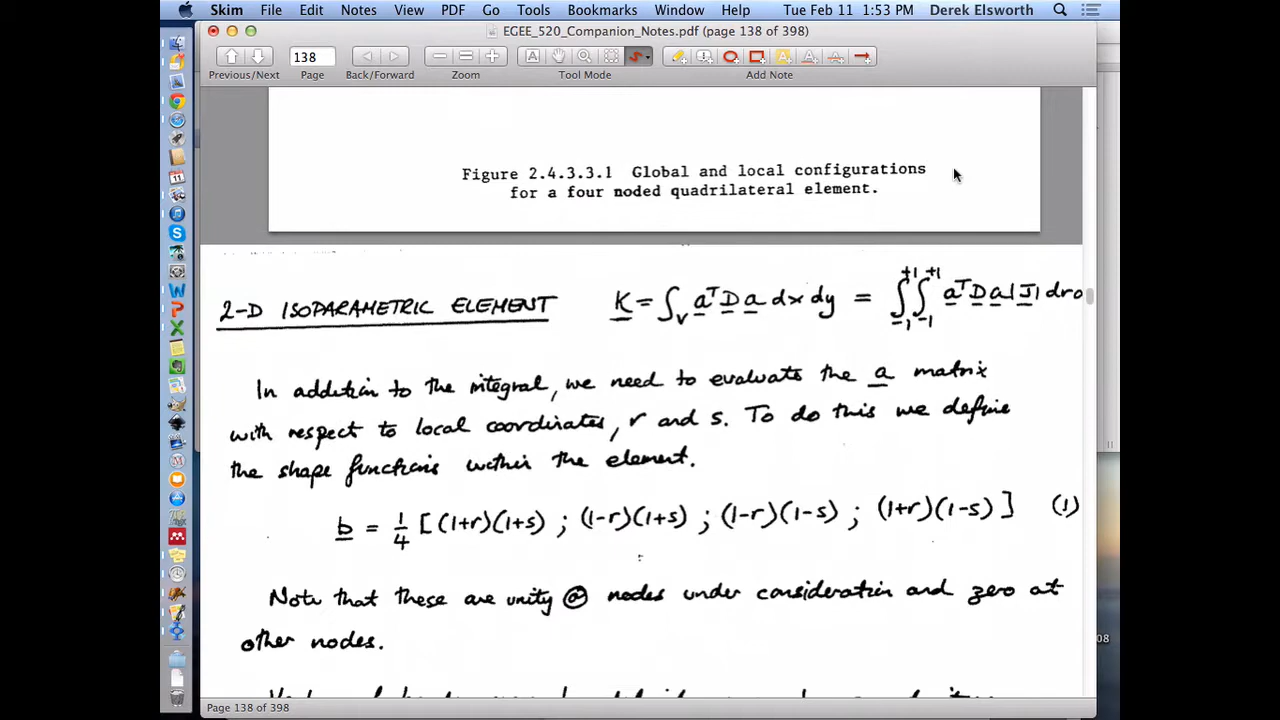 Skim File Edit Notes View PDF Go Tools Bookmarks Window Help Tue Feb 11 1:53 PM Derek Elsworth
EGEE_520_Companion_Notes.pdf (page 138 of 398)
138
Previous/Next Page Back/Forward Zoom Tool Mode Add Note
Figure 2.4.3.3.1 Global and local configurations
for a four noded quadrilateral element.
2-D ISOPARAMETRIC ELEMENT K = ∫V aT D a dx dy = ∫-1+1 ∫-1+1 aT D a |J| dr
In addition to the integral, we need to evaluate the a matrix
with respect to local coordinates, r and s. To do this we define
the shape functions within the element.
b = 1/4 [(1+r)(1+s) ; (1-r)(1+s) ; (1-r)(1-s) ; (1+r)(1-s)] (1)
Note that these are unity @ nodes under consideration and zero at
other nodes.
Page 138 of 398